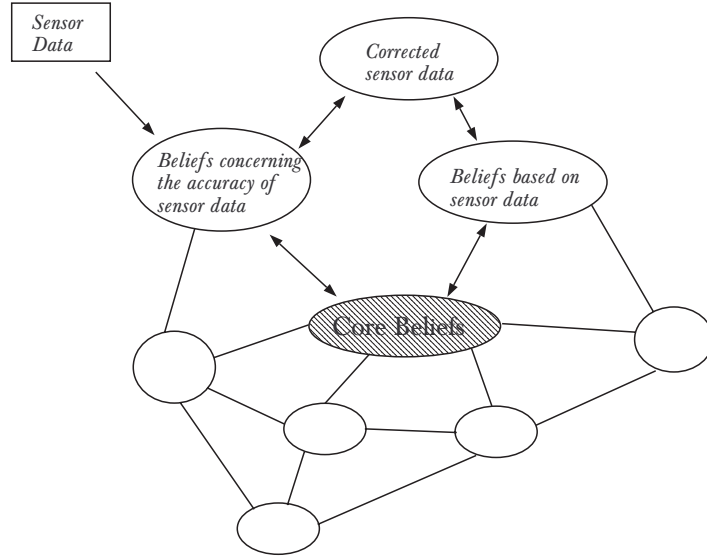 Sensor
Data
Corrected
sensor data
Beliefs concerning
the accuracy of
sensor data
Beliefs based on
sensor data
Core Beliefs